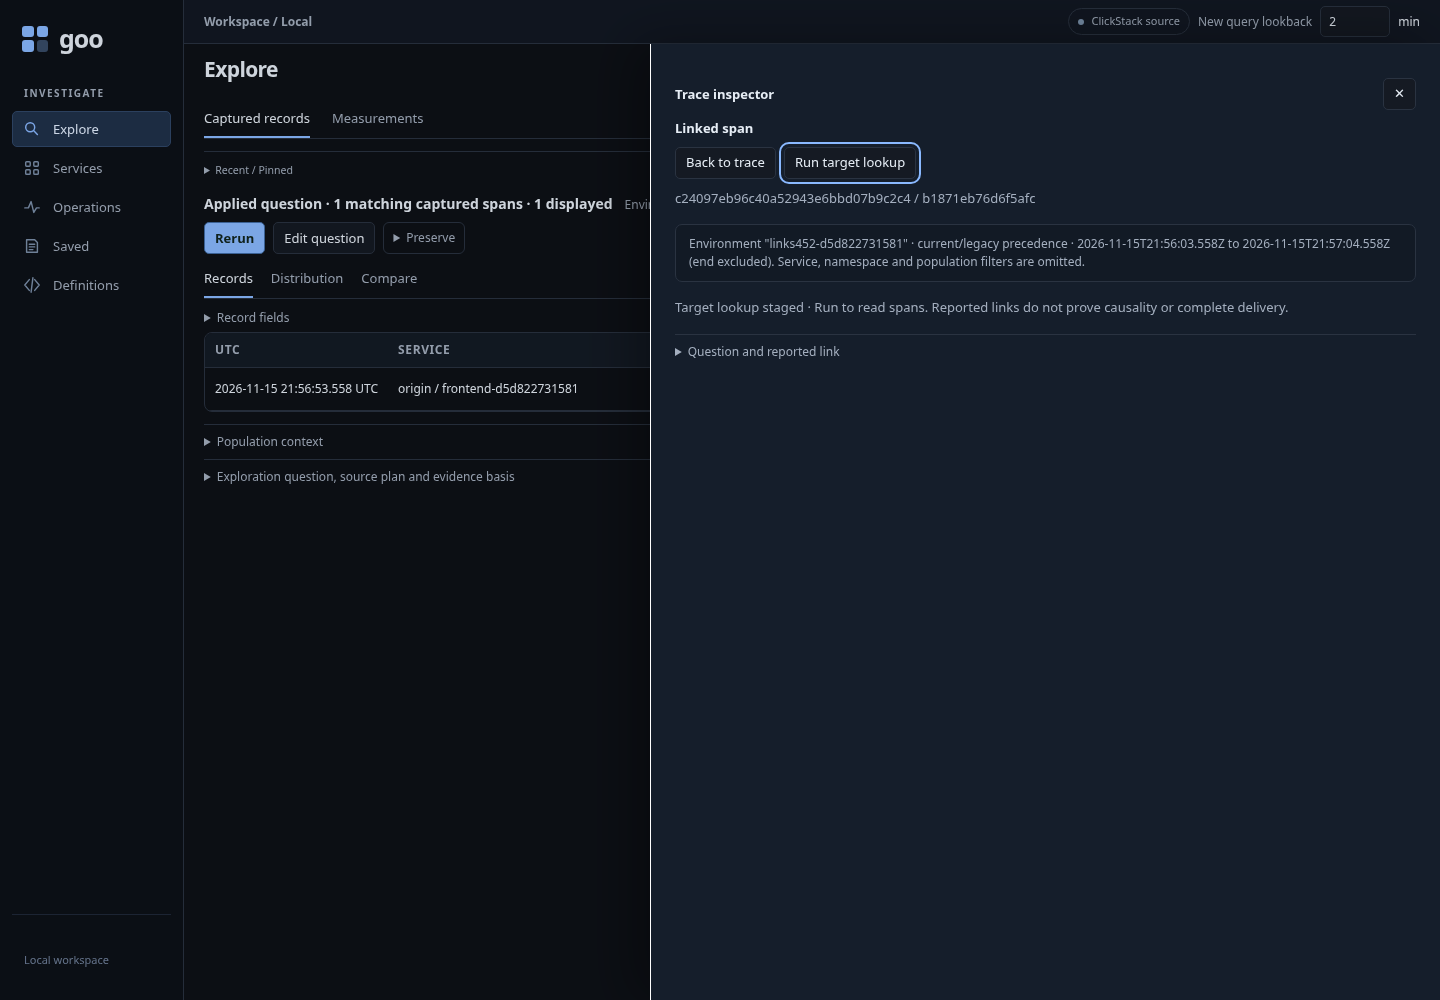 goo
INVESTIGATE
Explore
Services
Operations
Saved
Definitions
Local workspace
Workspace / Local
ClickStack source
New query lookback
2
min
Explore
Captured records
Measurements
Recent / Pinned
Applied question · 1 matching captured spans · 1 displayed
Rerun
Edit question
Preserve
Records
Distribution
Compare
Record fields
UTC
SERVICE
2026-11-15 21:56:53.558 UTC
origin / frontend-d5d822731581
Population context
Exploration question, source plan and evidence basis
Trace inspector
✕
Linked span
Back to trace
Run target lookup
c24097eb96c40a52943e6bbd07b9c2c4 / b1871eb76d6f5afc
Environment "links452-d5d822731581" · current/legacy precedence · 2026-11-15T21:56:03.558Z to 2026-11-15T21:57:04.558Z
(end excluded). Service, namespace and population filters are omitted.
Target lookup staged · Run to read spans. Reported links do not prove causality or complete delivery.
Question and reported link